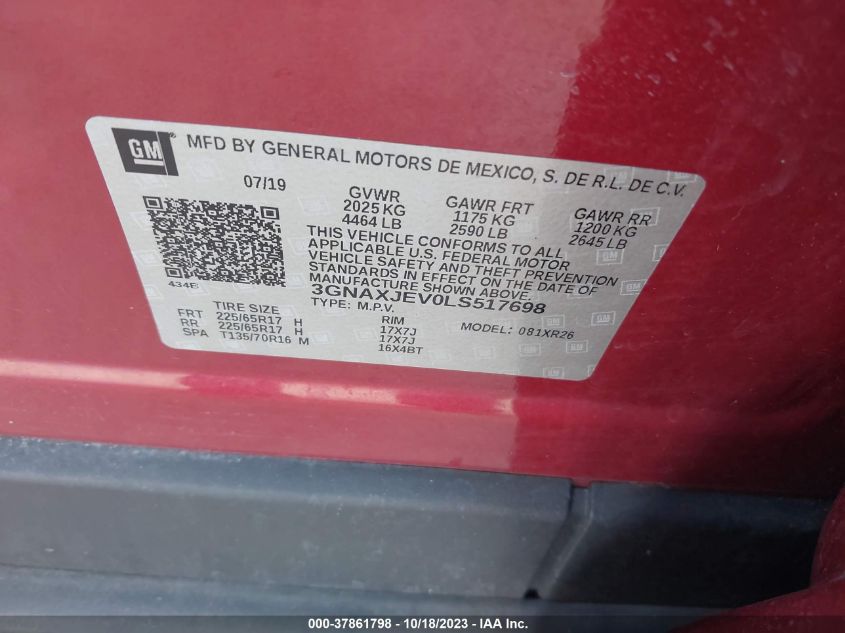 GM ® MFD BY GENERAL MOTORS DE MEXICO, S. DE R.L. DE C.V.
07/19 GVWR GAWR FRT GAWR RR
2025 KG 1175 KG 1200 KG
4464 LB 2590 LB 2645 LB
THIS VEHICLE CONFORMS TO ALL
APPLICABLE U.S. FEDERAL MOTOR
VEHICLE SAFETY AND THEFT PREVENTION
STANDARDS IN EFFECT ON THE DATE OF
MANUFACTURE SHOWN ABOVE.
434B
3GNAXJEV0LS517698
TYPE: M.P.V. MODEL: 081XR26
TIRE SIZE RIM
FRT 225/65R17 H 17X7J
RR 225/65R17 H 17X7J
SPA T135/70R16 M 16X4BT
000-37861798 - 10/18/2023 - IAA Inc.